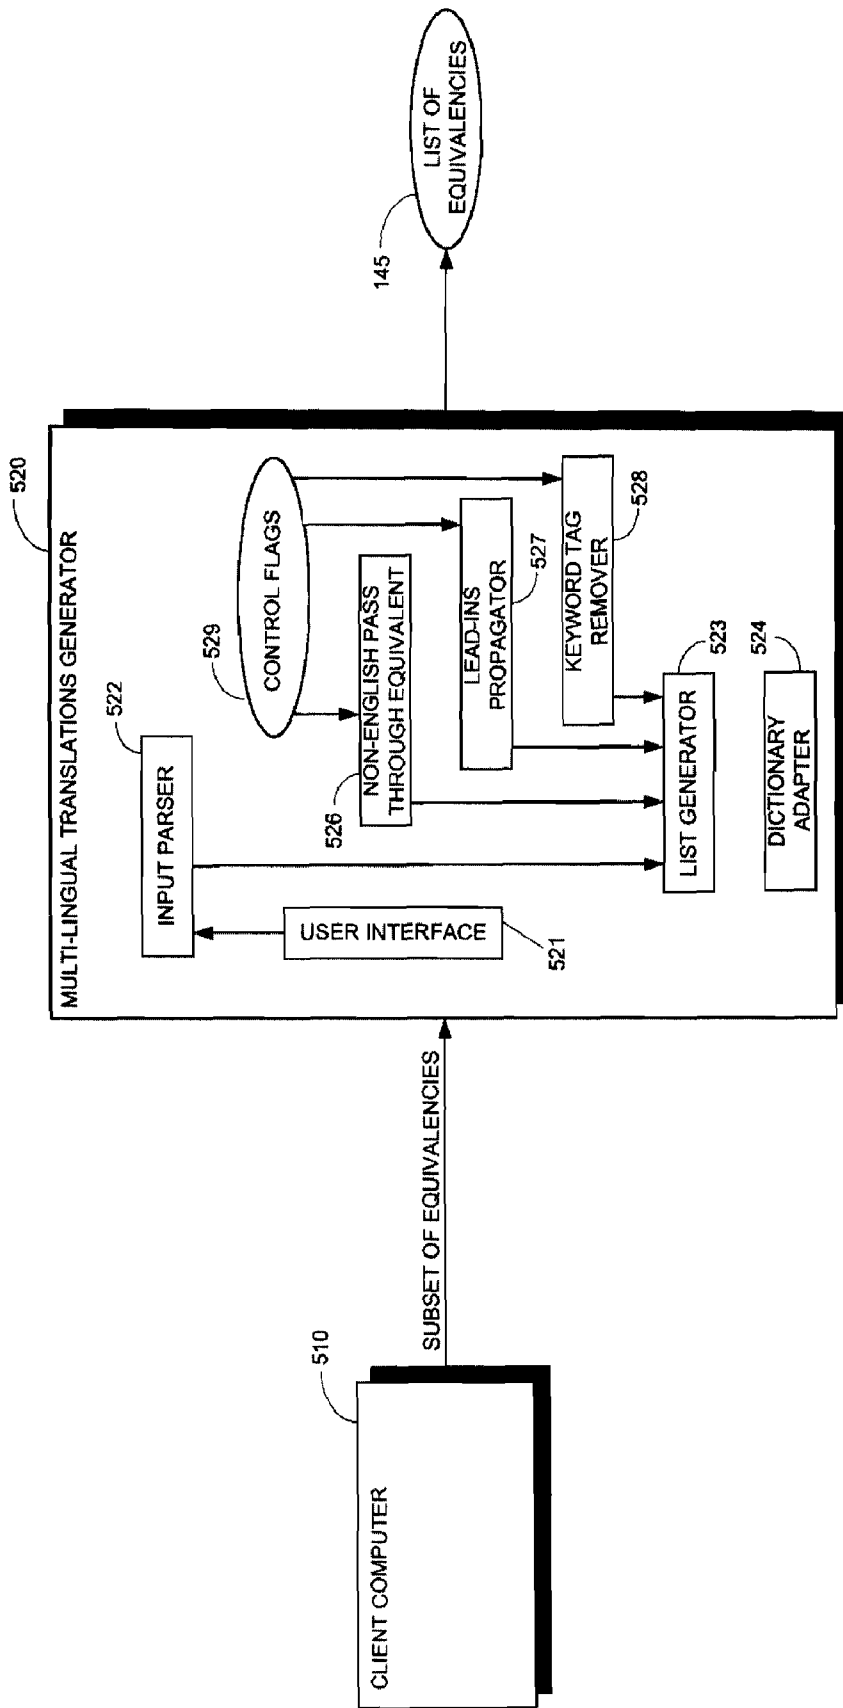 CLIENT COMPUTER
510
SUBSET OF EQUIVALENCIES
MULTI-LINGUAL TRANSLATIONS GENERATOR
520
INPUT PARSER
522
USER INTERFACE
521
CONTROL FLAGS
529
NON-ENGLISH PASS
THROUGH EQUIVALENT
526
LEAD-INS
PROPAGATOR
527
KEYWORD TAG
REMOVER
528
LIST GENERATOR
523
DICTIONARY
ADAPTER
524
LIST OF
EQUIVALENCIES
145